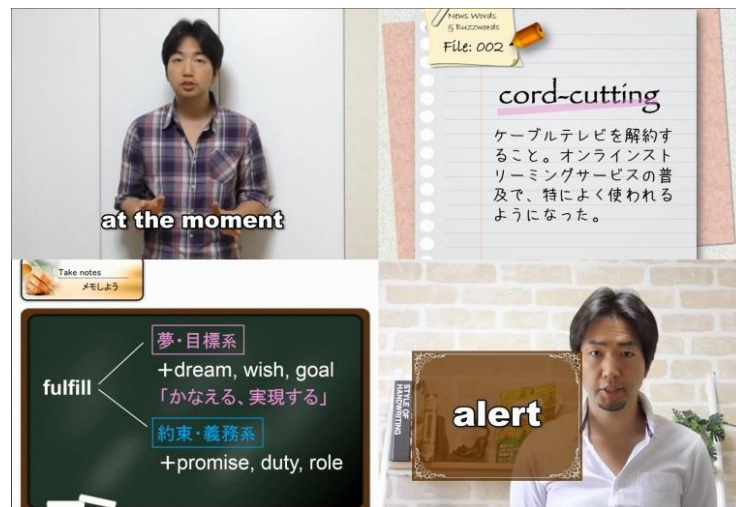 at the moment
News Words
& Buzzwords
File: 002
cord-cutting
ケーブルテレビを解約す
ること。オンラインスト
リーミングサービスの普
及で、特によく使われる
ようになった。
Take notes
メモしよう
fulfill
夢・目標系
+dream, wish, goal
「かなえる、実現する」
約束・義務系
+promise, duty, role
STYLE OF
HANDWRITING
alert